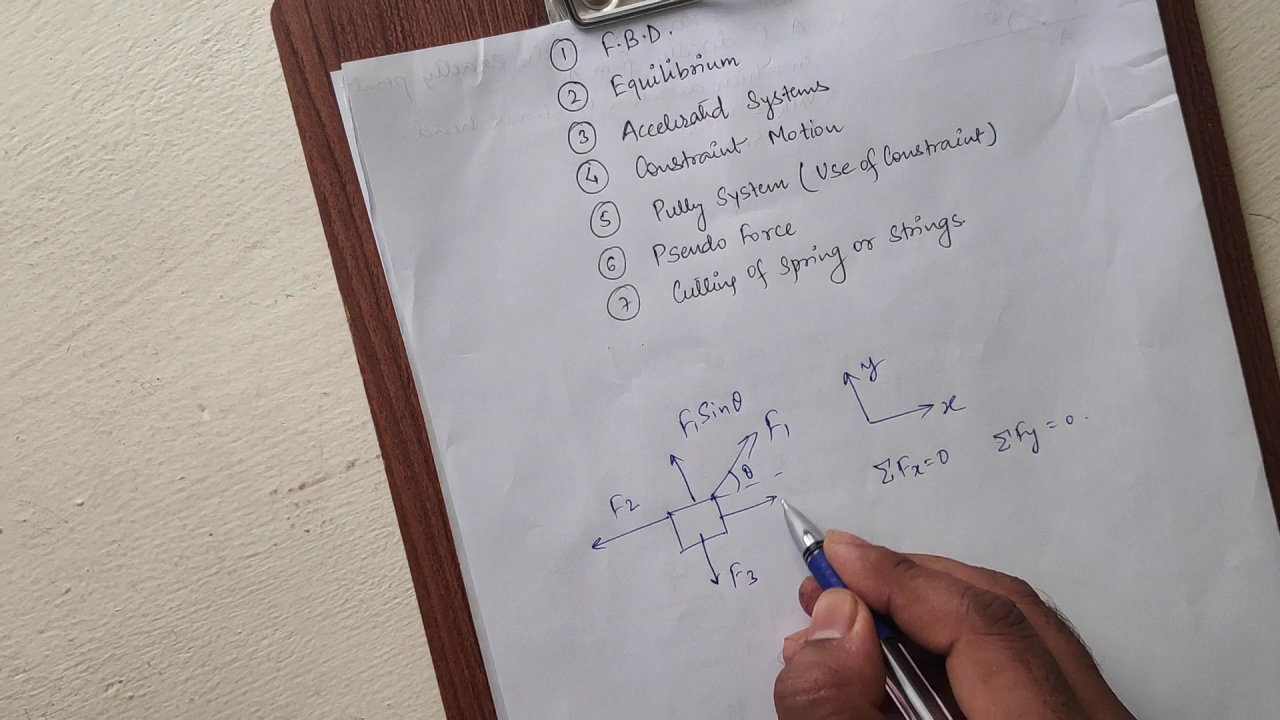 ① F.B.D.
② Equilibrium
③ Accelerated Systems
④ Constraint Motion
⑤ Pully System (Use of Constraint)
⑥ Pseudo Force
⑦ Cutting of Spring or Strings.
y
x
F₁Sinθ
F₁
θ
F2
F3
ΣFx=0 ΣFy=0.